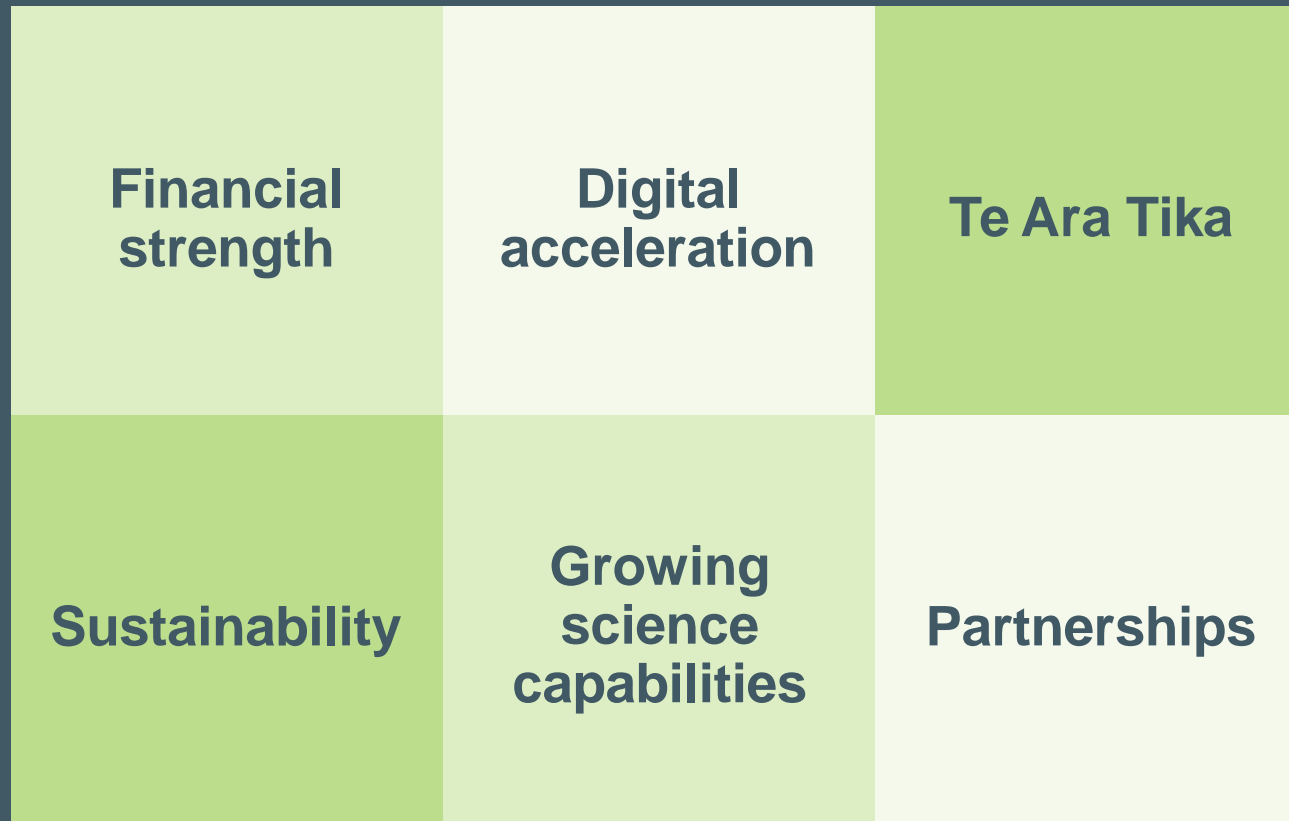 Financial
strength
Digital
acceleration
Te Ara Tika
Sustainability
Growing
science
capabilities
Partnerships